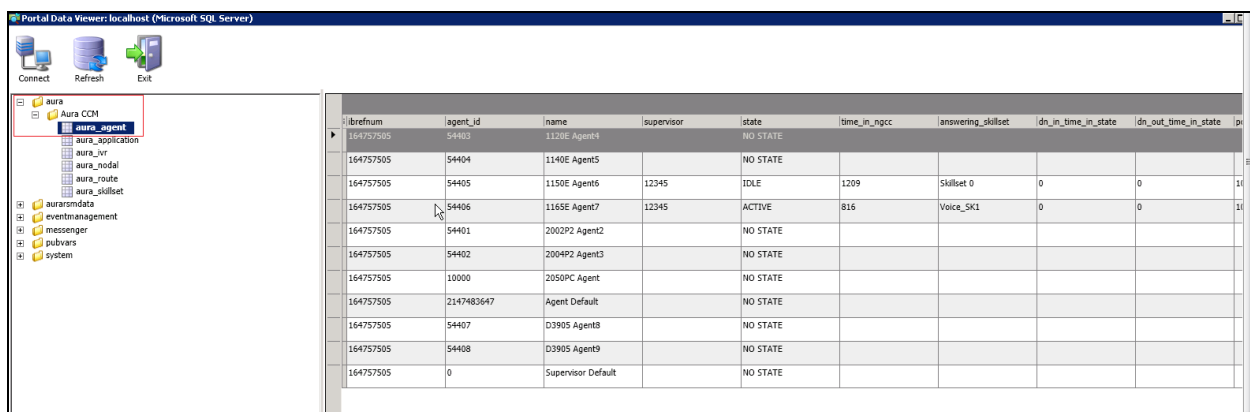 Portal Data Viewer: localhost (Microsoft SQL Server)
Connect Refresh Exit
aura
Aura CCM
aura_agent
aura_application
aura_ivr
aura_nodal
aura_route
aura_skillset
aurarsmdata
eventmanagement
messenger
pubvars
system
ibrefnum agent_id name supervisor state time_in_ngcc answering_skillset dn_in_time_in_state dn_out_time_in_state
164757505 54403 1120E Agent4 NO STATE
164757505 54404 1140E Agent5 NO STATE
164757505 54405 1150E Agent6 12345 IDLE 1209 Skillset 0 0 0
164757505 54406 1165E Agent7 12345 ACTIVE 816 Voice_SK1 0 0
164757505 54401 2002P2 Agent2 NO STATE
164757505 54402 2004P2 Agent3 NO STATE
164757505 10000 2050PC Agent NO STATE
164757505 2147483647 Agent Default NO STATE
164757505 54407 D3905 Agent8 NO STATE
164757505 54408 D3905 Agent9 NO STATE
164757505 0 Supervisor Default NO STATE